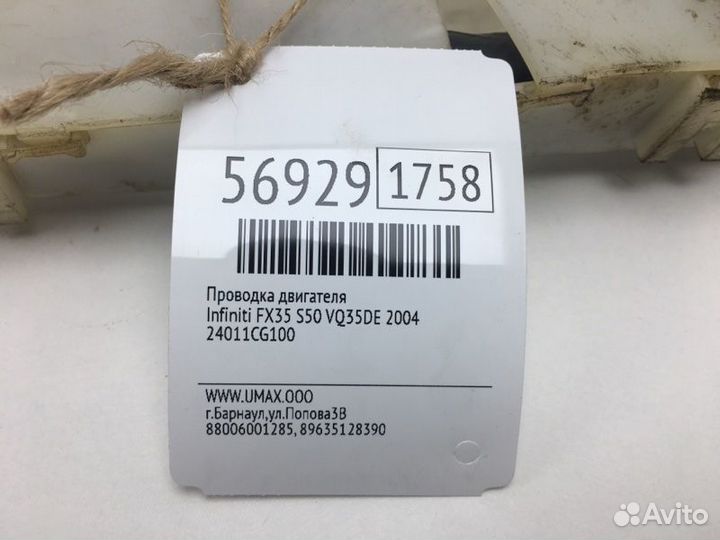 56929 1758
Проводка двигателя
Infiniti FX35 S50 VQ35DE 2004
24011CG100
WWW.UMAX.OOO
г.Барнаул,ул.Попова3В
88006001285, 89635128390
Avito